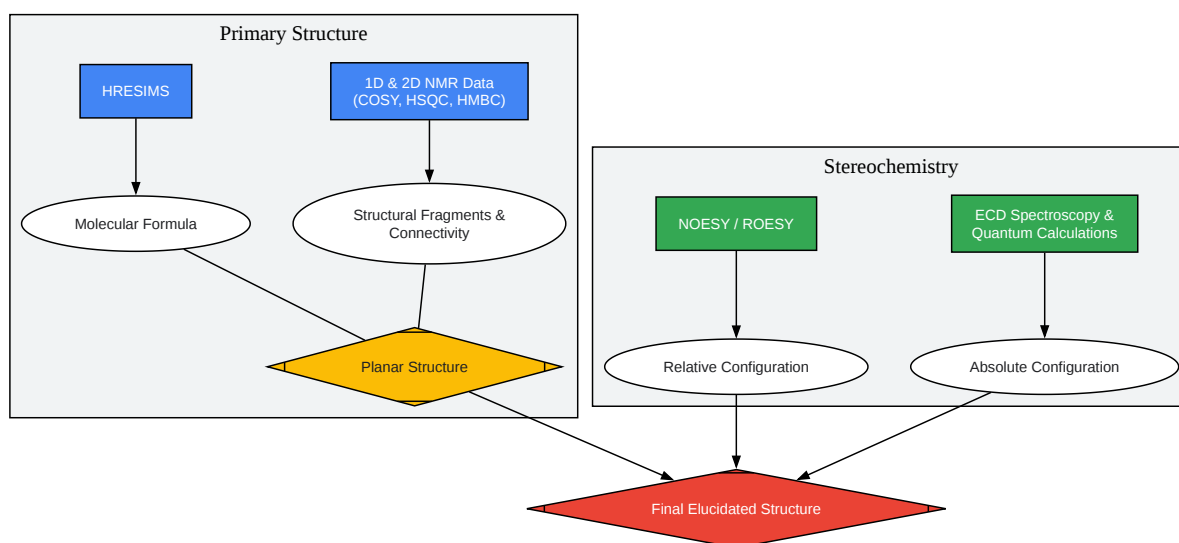 Primary Structure
HRESIMS
1D & 2D NMR Data
(COSY, HSQC, HMBC)
Molecular Formula
Structural Fragments &
Connectivity
Planar Structure
Stereochemistry
NOESY / ROESY
ECD Spectroscopy &
Quantum Calculations
Relative Configuration
Absolute Configuration
Final Elucidated Structure